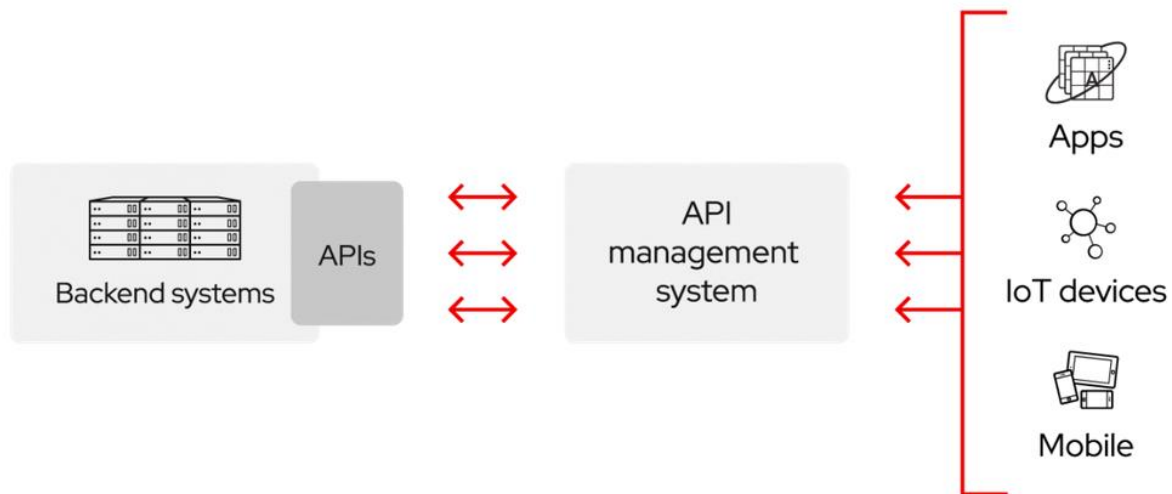 Backend systems
APIs
API
management
system
A
Apps
IoT devices
Mobile